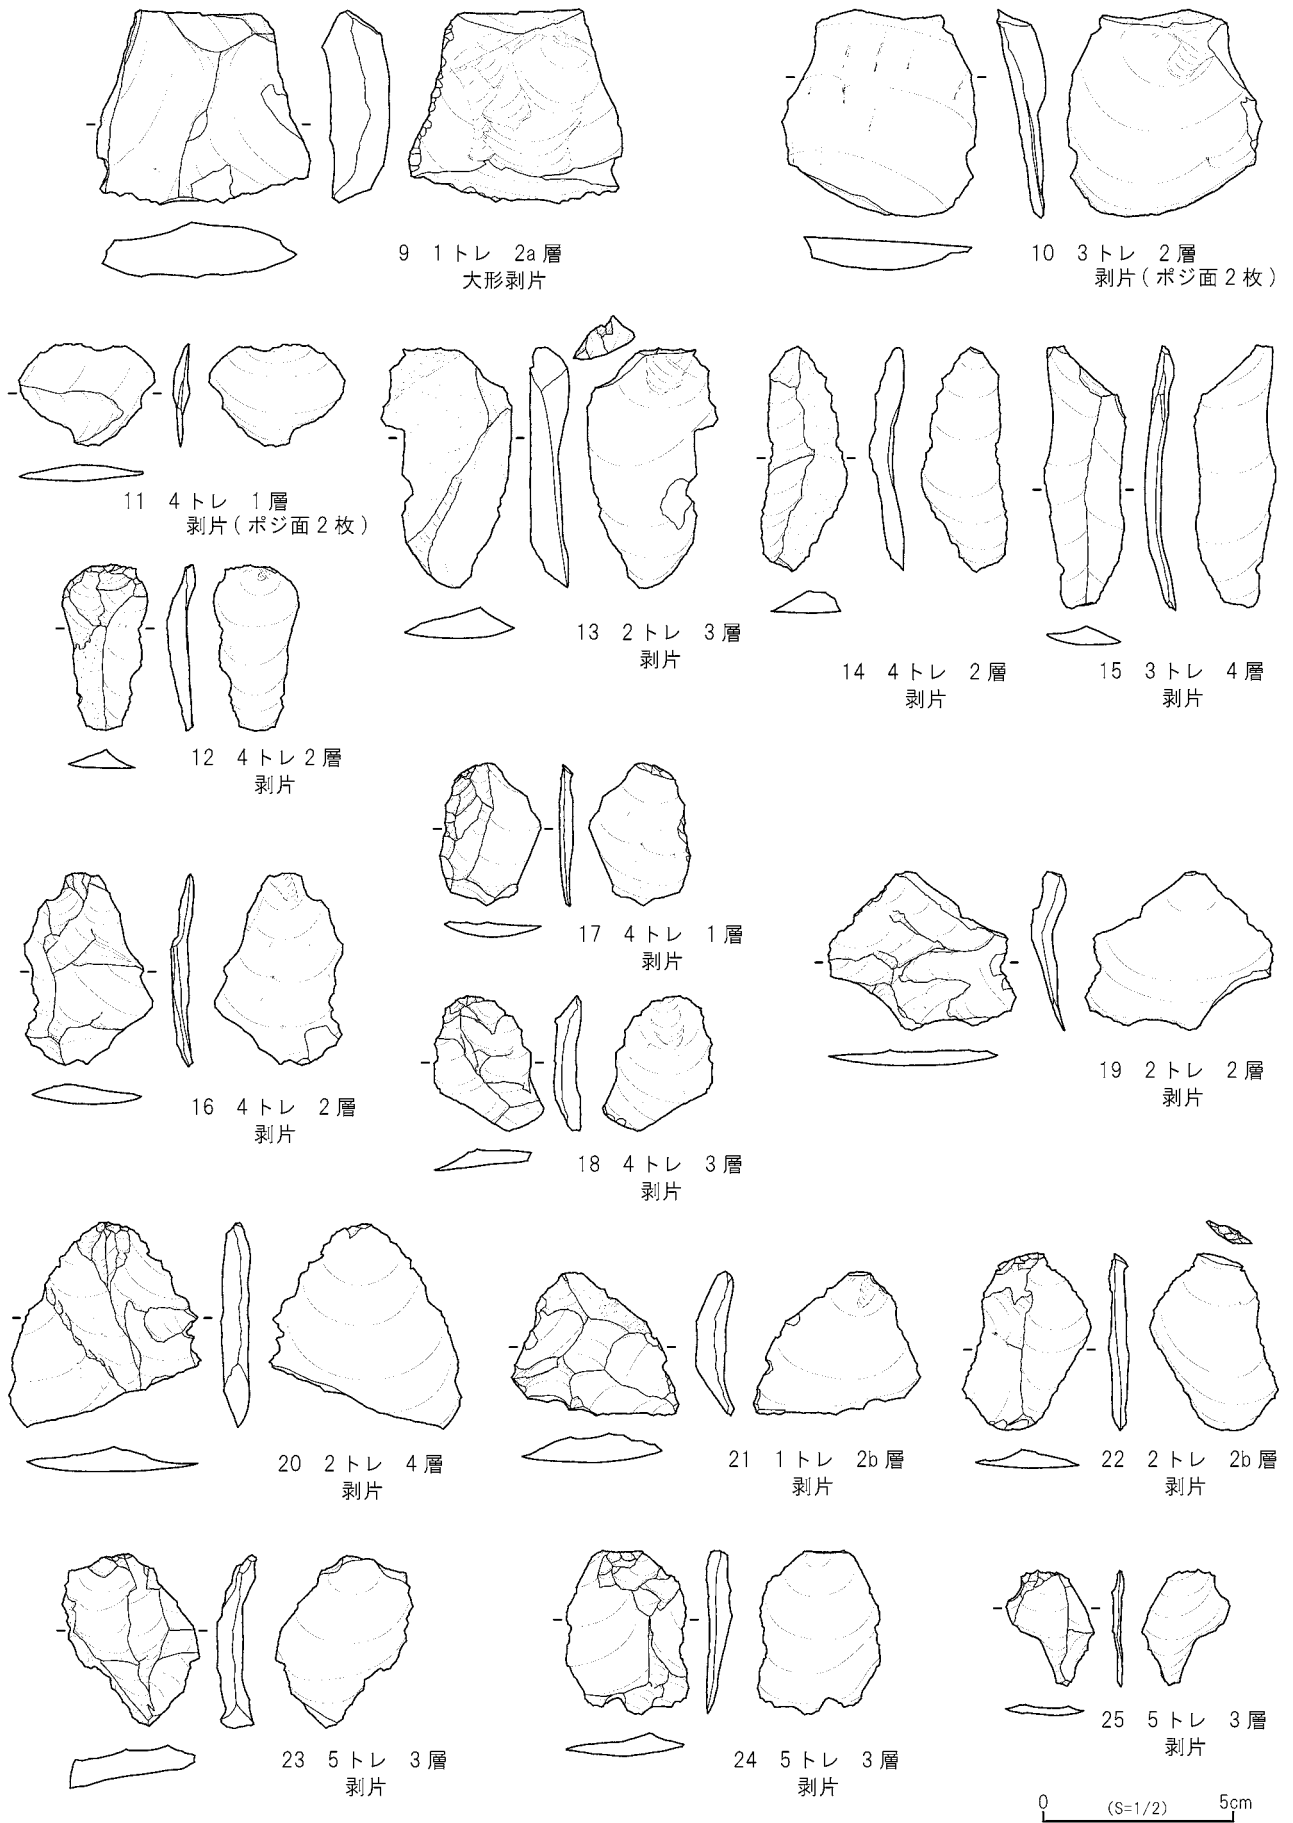 9 1トレ 2a層
大形剥片
10 3トレ 2層
剥片(ポジ面2枚)
11 4トレ 1層
剥片(ポジ面2枚)
13 2トレ 3層
剥片
14 4トレ 2層
剥片
15 3トレ 4層
剥片
12 4トレ2層
剥片
17 4トレ 1層
剥片
16 4トレ 2層
剥片
18 4トレ 3層
剥片
19 2トレ 2層
剥片
20 2トレ 4層
剥片
21 1トレ 2b層
剥片
22 2トレ 2b層
剥片
23 5トレ 3層
剥片
24 5トレ 3層
剥片
25 5トレ 3層
剥片
0 (S=1/2) 5cm